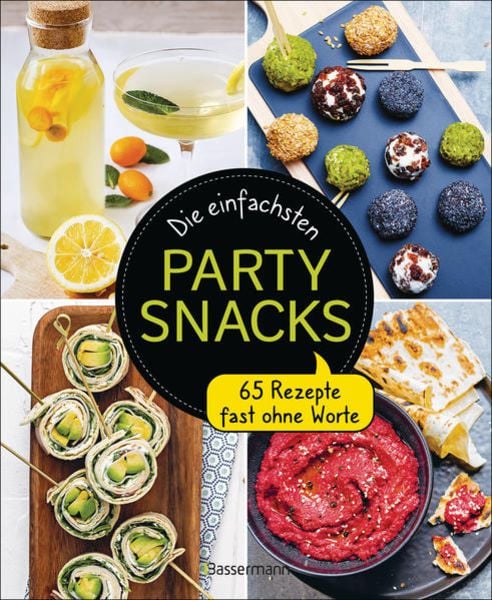 Die einfachsten
PARTY
SNACKS
65 Rezepte
fast ohne Worte
Bassermann